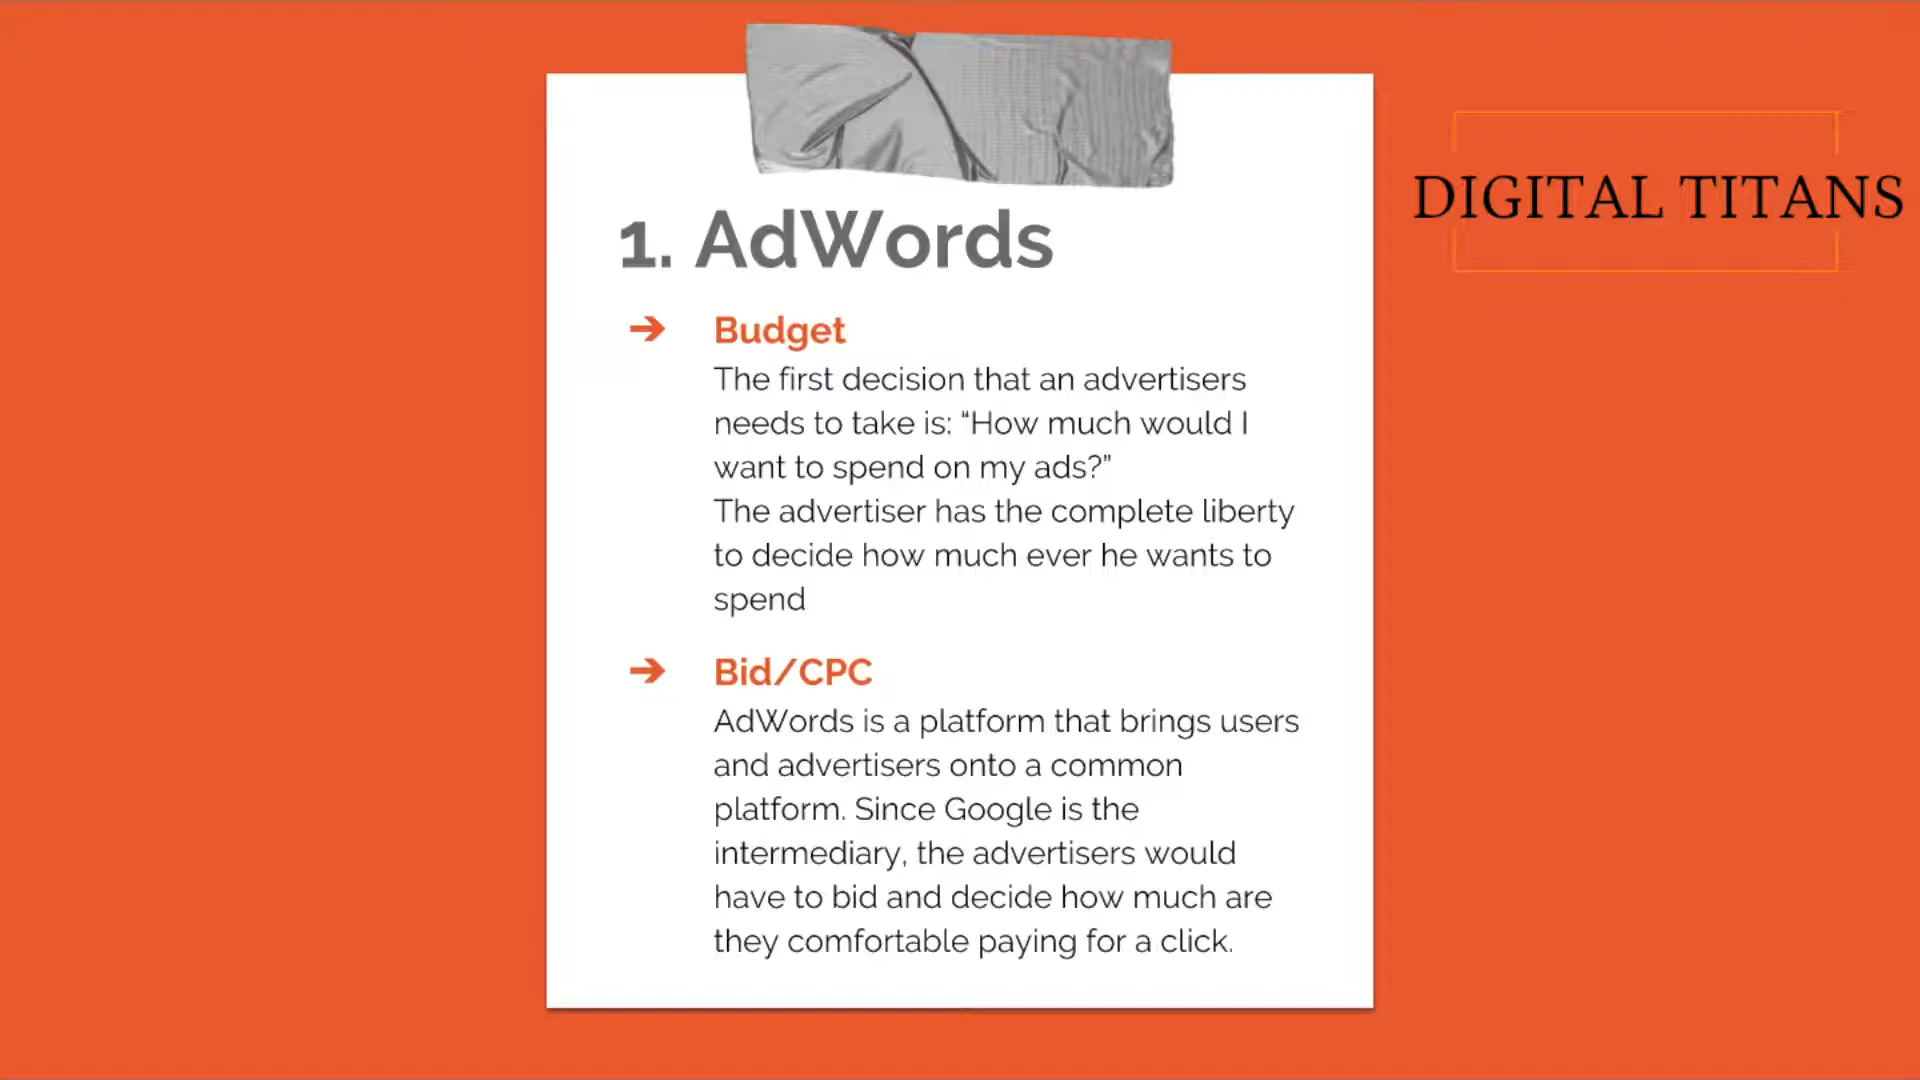 DIGITAL TITANS
1. AdWords
➔ Budget
The first decision that an advertisers
needs to take is: “How much would I
want to spend on my ads?”
The advertiser has the complete liberty
to decide how much ever he wants to
spend
➔ Bid/CPC
AdWords is a platform that brings users
and advertisers onto a common
platform. Since Google is the
intermediary, the advertisers would
have to bid and decide how much are
they comfortable paying for a click.